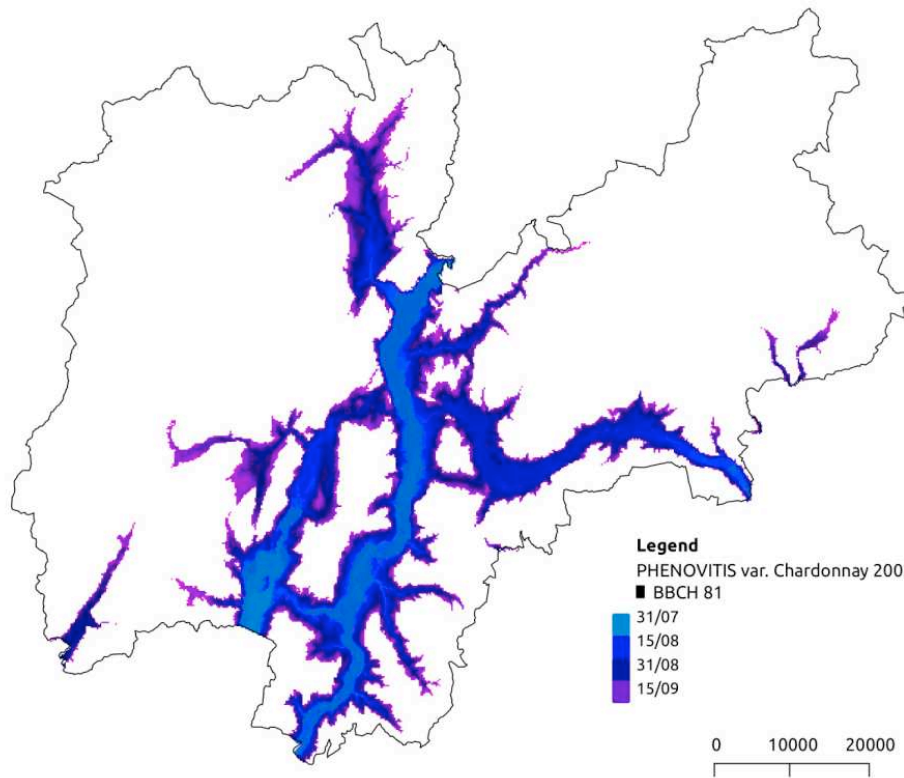 Legend
PHENOVITIS var. Chardonnay 200
BBCH 81
31/07
15/08
31/08
15/09
0 10000 20000